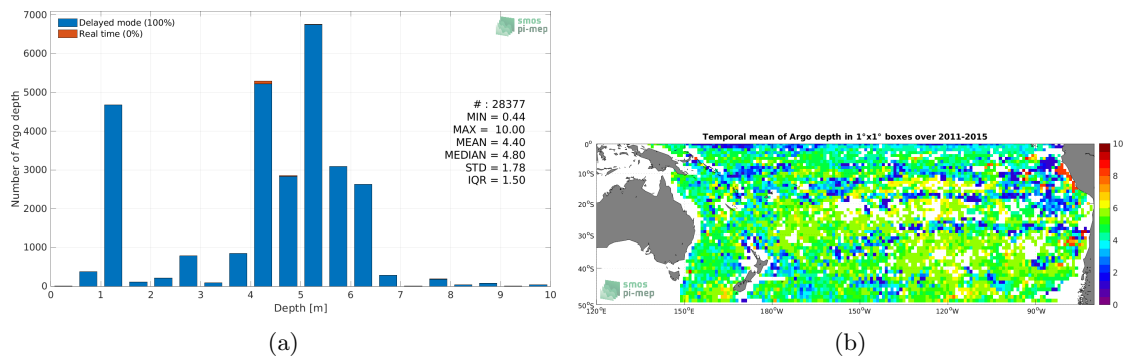 7000
6000
5000
4000
3000
2000
1000
0
Number of Argo depth
Delayed mode (100%)
Real time (0%)
smos
pi-mep
# : 28377
MIN = 0.44
MAX = 10.00
MEAN = 4.40
MEDIAN = 4.80
STD = 1.78
IQR = 1.50
0 1 2 3 4 5 6 7 8 9 10
Depth [m]
(a)
Temporal mean of Argo depth in 1°x1° boxes over 2011-2015
0°
10°S
20°S
30°S
40°S
50°S
120°E 150°E 180°W 150°W 120°W 90°W
smos
pi-mep
10
8
6
4
2
0
(b)